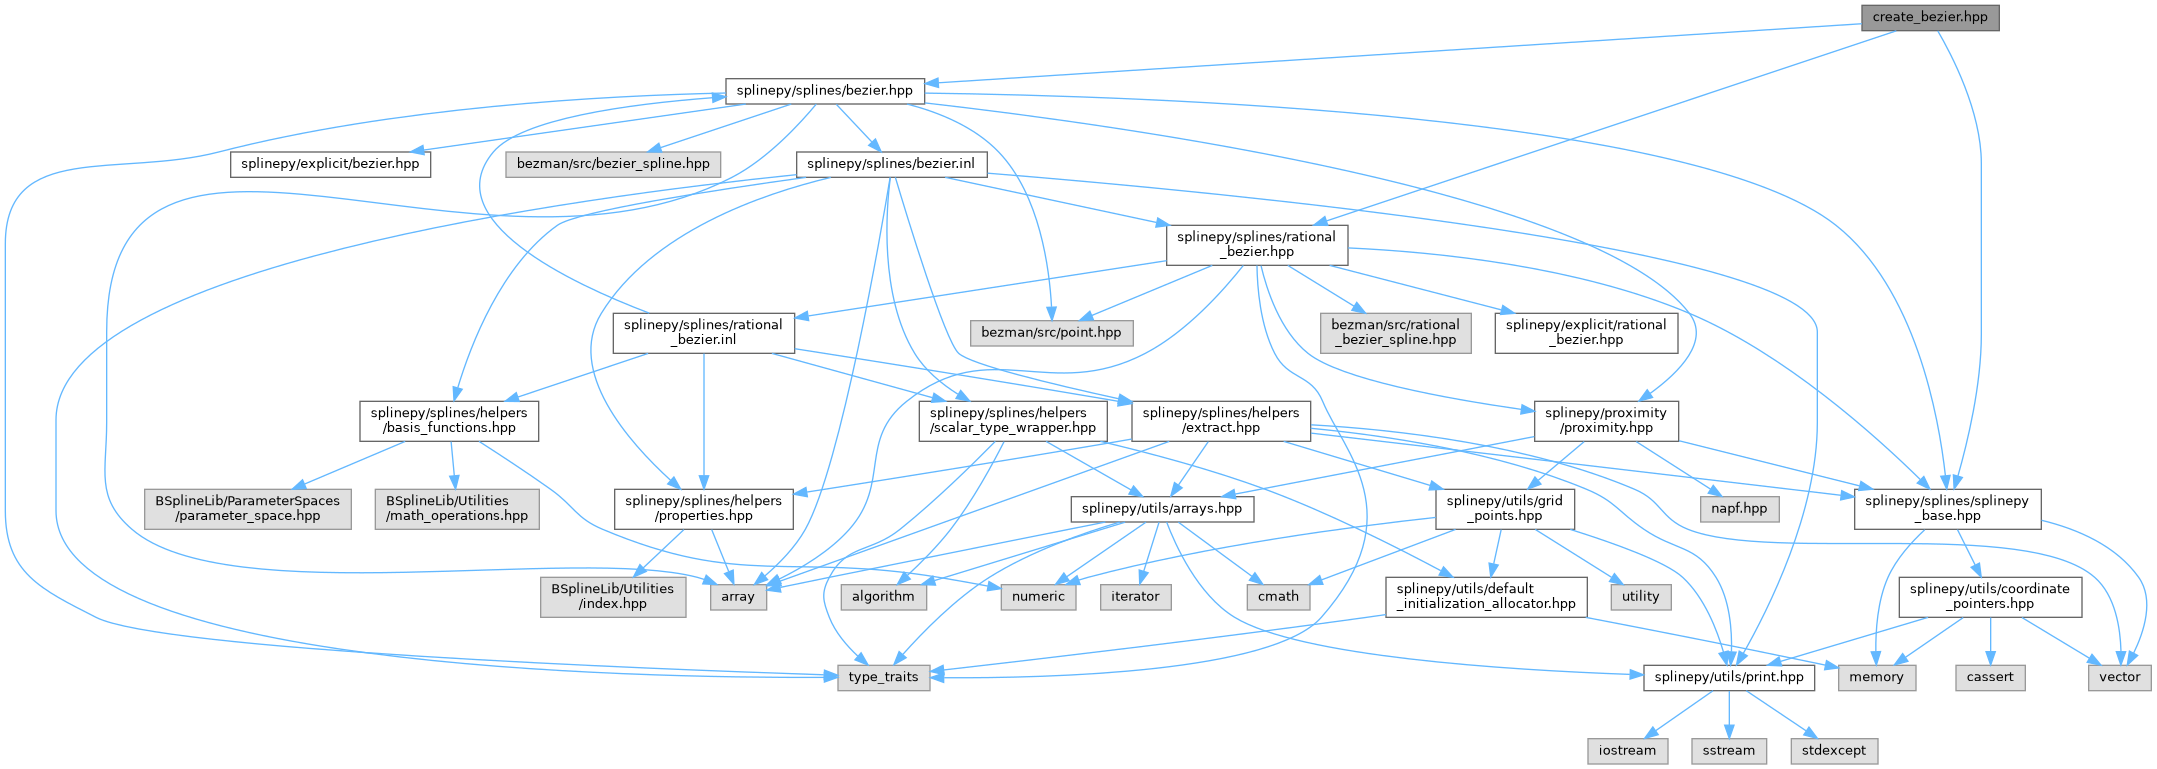 create_bezier.hpp
splinepy/splines/bezier.hpp
splinepy/explicit/bezier.hpp
bezman/src/bezier_spline.hpp
splinepy/splines/bezier.inl
splinepy/splines/rational
_bezier.hpp
splinepy/splines/rational
_bezier.inl
bezman/src/point.hpp
bezman/src/rational
_bezier_spline.hpp
splinepy/explicit/rational
_bezier.hpp
splinepy/splines/helpers
/basis_functions.hpp
splinepy/splines/helpers
/scalar_type_wrapper.hpp
splinepy/splines/helpers
/extract.hpp
splinepy/proximity
/proximity.hpp
BSplineLib/ParameterSpaces
/parameter_space.hpp
BSplineLib/Utilities
/math_operations.hpp
splinepy/splines/helpers
/properties.hpp
splinepy/utils/arrays.hpp
splinepy/utils/grid
_points.hpp
napf.hpp
splinepy/splines/splinepy
_base.hpp
BSplineLib/Utilities
/index.hpp
array
algorithm
numeric
iterator
cmath
splinepy/utils/default
_initialization_allocator.hpp
utility
splinepy/utils/coordinate
_pointers.hpp
type_traits
splinepy/utils/print.hpp
memory
cassert
vector
iostream
sstream
stdexcept